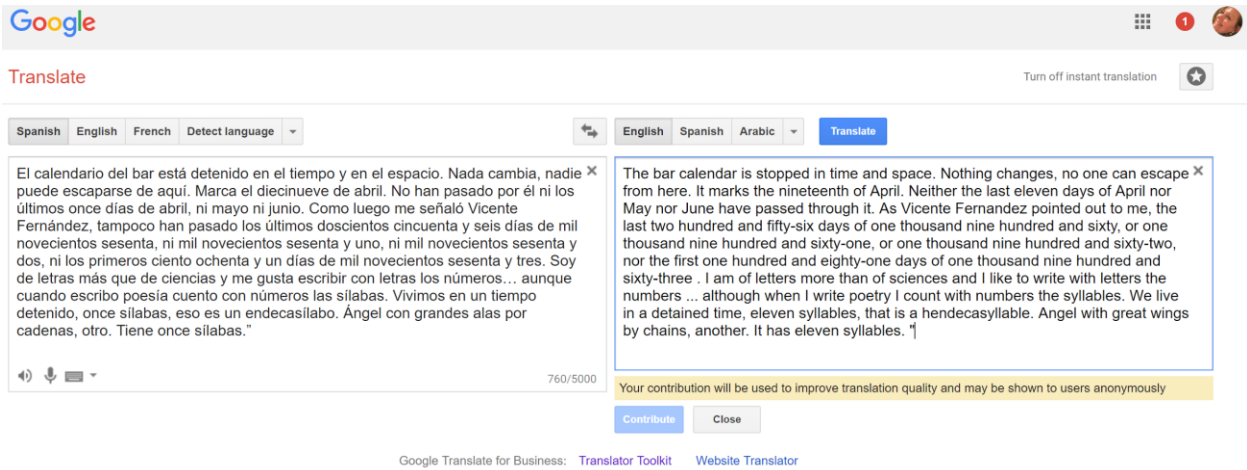 Google
1
Translate
Turn off instant translation
Spanish English French Detect language
English Spanish Arabic Translate
El calendario del bar está detenido en el tiempo y en el espacio. Nada cambia, nadie
puede escaparse de aquí. Marca el diecinueve de abril. No han pasado por él ni los
últimos once días de abril, ni mayo ni junio. Como luego me señaló Vicente
Fernández, tampoco han pasado los últimos doscientos cincuenta y seis días de mil
novecientos sesenta, ni mil novecientos sesenta y uno, ni mil novecientos sesenta y
dos, ni los primeros ciento ochenta y un días de mil novecientos sesenta y tres. Soy
de letras más que de ciencias y me gusta escribir con letras los números… aunque
cuando escribo poesía cuento con números las sílabas. Vivimos en un tiempo
detenido, once sílabas, eso es un endecasílabo. Ángel con grandes alas por
cadenas, otro. Tiene once sílabas.”
760/5000
The bar calendar is stopped in time and space. Nothing changes, no one can escape
from here. It marks the nineteenth of April. Neither the last eleven days of April nor
May nor June have passed through it. As Vicente Fernandez pointed out to me, the
last two hundred and fifty-six days of one thousand nine hundred and sixty, or one
thousand nine hundred and sixty-one, or one thousand nine hundred and sixty-two,
nor the first one hundred and eighty-one days of one thousand nine hundred and
sixty-three . I am of letters more than of sciences and I like to write with letters the
numbers ... although when I write poetry I count with numbers the syllables. We live
in a detained time, eleven syllables, that is a hendecasyllable. Angel with great wings
by chains, another. It has eleven syllables. "
Your contribution will be used to improve translation quality and may be shown to users anonymously
Contribute Close
Google Translate for Business: Translator Toolkit Website Translator